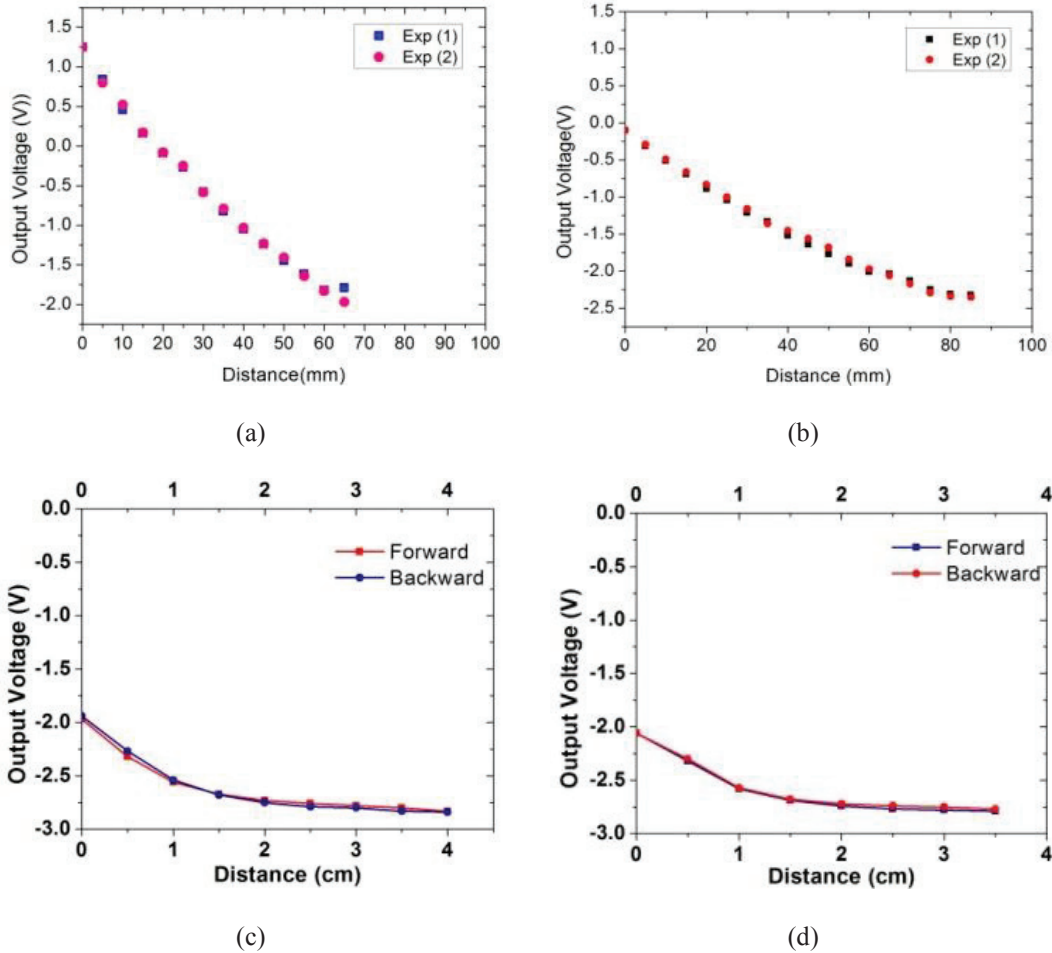 1.5
1.0
0.5
0.0
-0.5
-1.0
-1.5
-2.0
Output Voltage (V))
Exp (1)
Exp (2)
0 10 20 30 40 50 60 70 80 90 100
Distance(mm)
(a)
1.5
1.0
0.5
0.0
-0.5
-1.0
-1.5
-2.0
-2.5
Output Voltage(V)
Exp (1)
Exp (2)
0 20 40 60 80 100
Distance (mm)
(b)
0 1 2 3 4
0.0
-0.5
-1.0
-1.5
-2.0
-2.5
-3.0
Output Voltage (V)
Forward
Backward
0 1 2 3 4
Distance (cm)
(c)
0 1 2 3 4
0.0
-0.5
-1.0
-1.5
-2.0
-2.5
-3.0
Output Voltage (V)
Forward
Backward
0 1 2 3 4
Distance (cm)
(d)